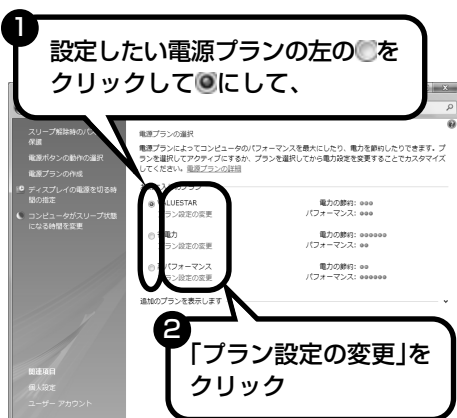 1
設定したい電源プランの左の を
クリックして にして、
スリープ解除時のパス
保護
電源ボタンの動作の選択
電源プランの作成
ディスプレイの電源を切る時
間の指定
コンピュータがスリープ状態
になる時間を変更
関連項目
個人設定
ユーザー アカウント
電源プランの選択
電源プランによってコンピュータのパフォーマンスを最大にしたり、電力を節約したりできます。プ
ランを選択してアクティブにするか、プランを選択してから電力設定を変更することでカスタマイズ
してください。電源プランの詳細
VALUESTAR
プラン設定の変更
電力の節約:
パフォーマンス:
省電力
プラン設定の変更
電力の節約:
パフォーマンス:
パフォーマンス
プラン設定の変更
電力の節約:
パフォーマンス:
追加のプランを表示します
2
「プラン設定の変更」を
クリック